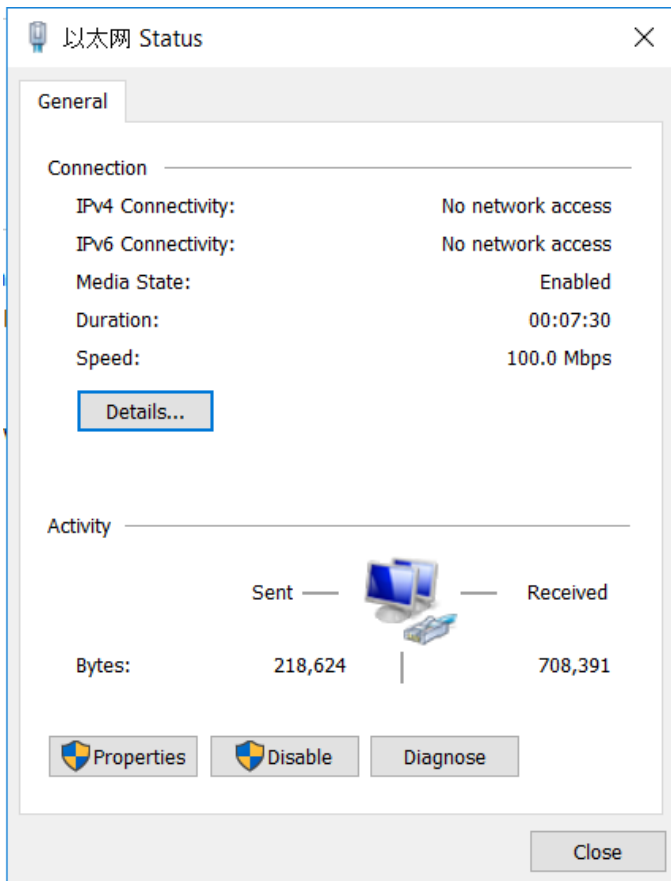 以太网 Status
General
Connection
IPv4 Connectivity: No network access
IPv6 Connectivity: No network access
Media State: Enabled
Duration: 00:07:30
Speed: 100.0 Mbps
Details...
Activity
Sent Received
Bytes: 218,624 708,391
Properties Disable Diagnose
Close